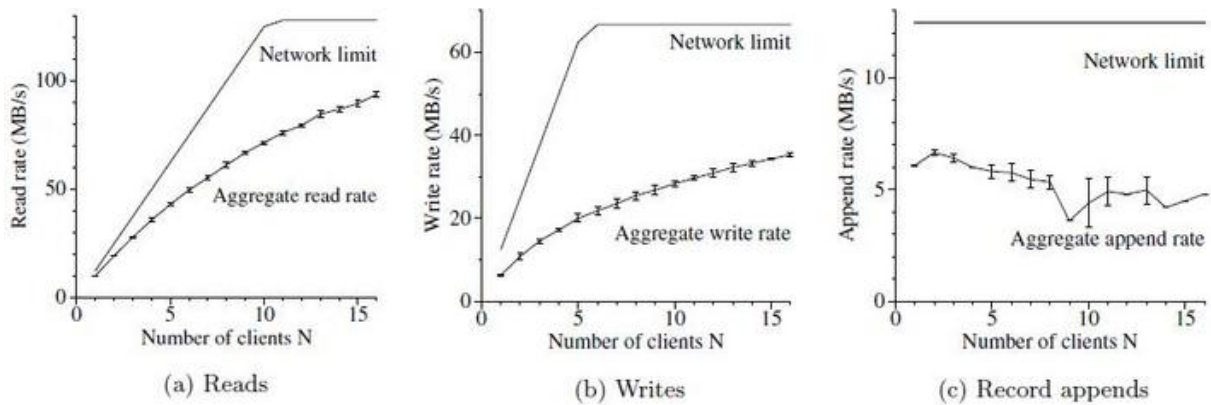 Read rate (MB/s)
100
50
0
Network limit
Aggregate read rate
0 5 10 15
Number of clients N
(a) Reads
Write rate (MB/s)
60
40
20
0
Network limit
Aggregate write rate
0 5 10 15
Number of clients N
(b) Writes
Append rate (MB/s)
10
5
0
Network limit
Aggregate append rate
0 5 10 15
Number of clients N
(c) Record appends